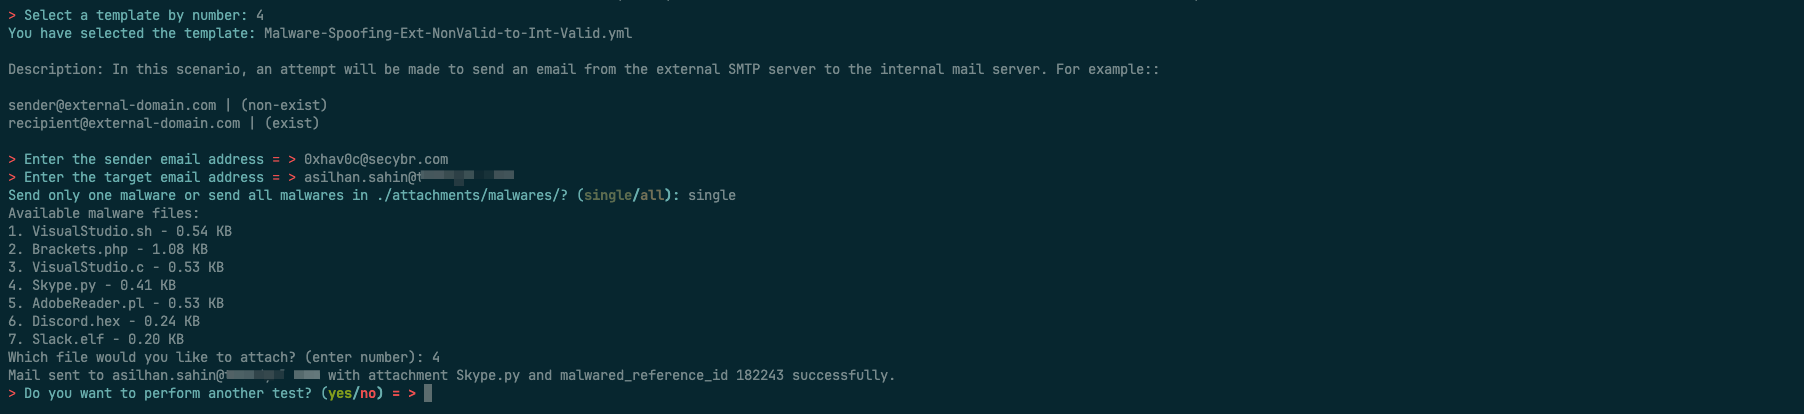 > Select a template by number: 4
You have selected the template: Malware-Spoofing-Ext-NonValid-to-Int-Valid.yml
Description: In this scenario, an attempt will be made to send an email from the external SMTP server to the internal mail server. For example::
sender@external-domain.com | (non-exist)
recipient@external-domain.com | (exist)
> Enter the sender email address = > 0xhav0c@secybr.com
> Enter the target email address = > asilhan.sahin@
Send only one malware or send all malwares in ./attachments/malwares/? (single/all): single
Available malware files:
1. VisualStudio.sh - 0.54 KB
2. Brackets.php - 1.08 KB
3. VisualStudio.c - 0.53 KB
4. Skype.py - 0.41 KB
5. AdobeReader.pl - 0.53 KB
6. Discord.hex - 0.24 KB
7. Slack.elf - 0.20 KB
Which file would you like to attach? (enter number): 4
Mail sent to asilhan.sahin@ with attachment Skype.py and malwared_reference_id 182243 successfully.
> Do you want to perform another test? (yes/no) = >